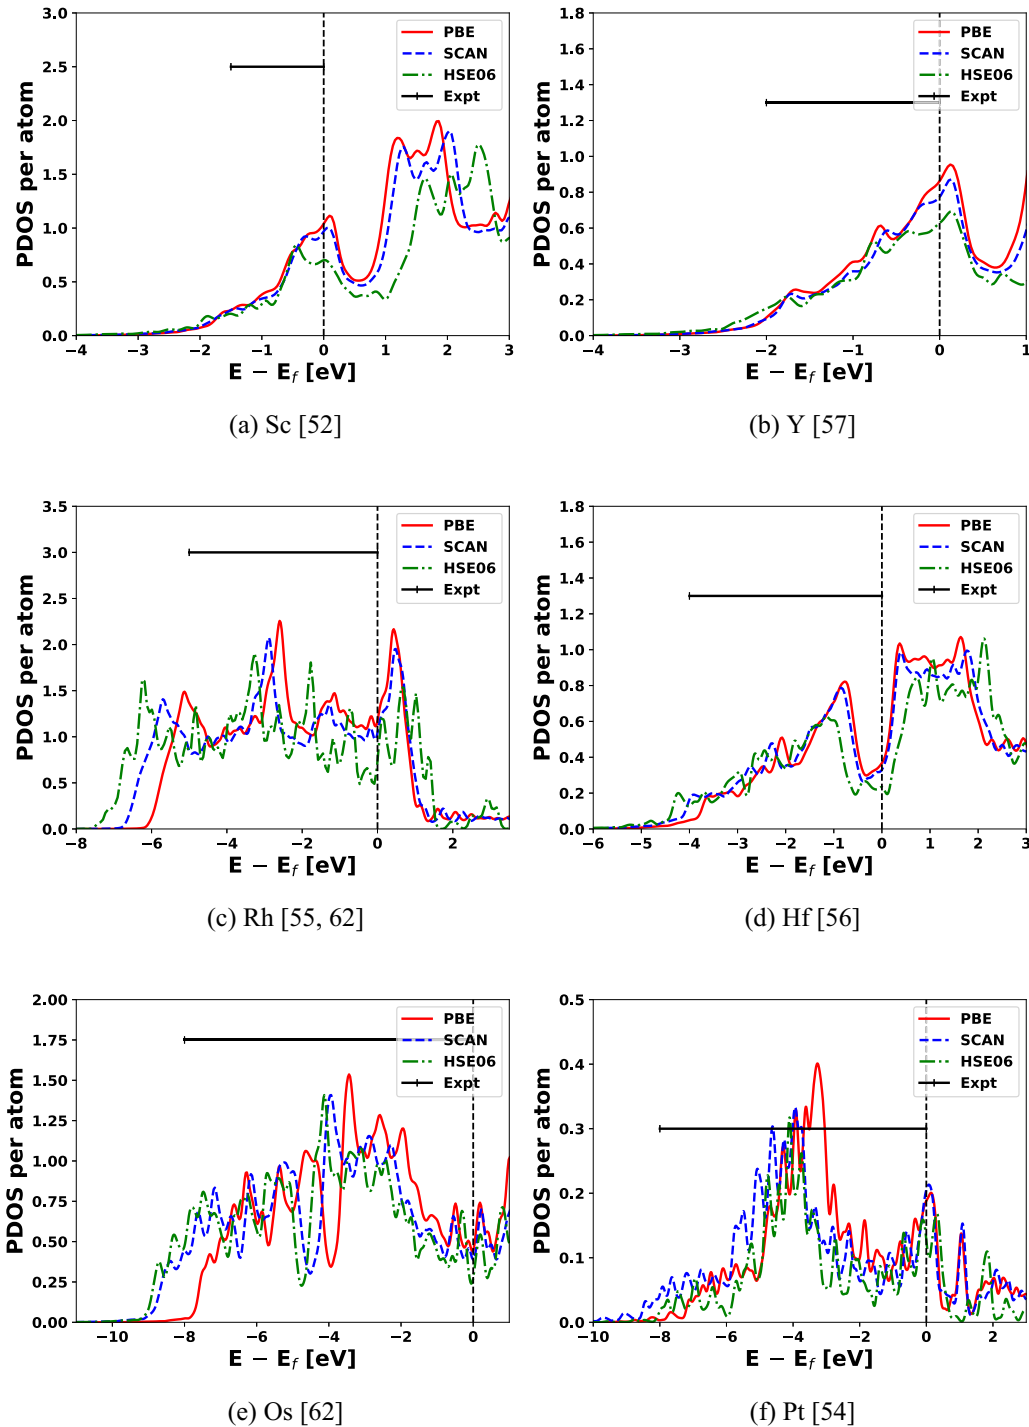 3.0
2.5
2.0
1.5
1.0
0.5
0.0
PDOS per atom
−4 −3 −2 −1 0 1 2 3
E − E_f [eV]
PBE
SCAN
HSE06
Expt
(a) Sc [52]
1.8
1.6
1.4
1.2
1.0
0.8
0.6
0.4
0.2
0.0
PDOS per atom
−4 −3 −2 −1 0 1
E − E_f [eV]
PBE
SCAN
HSE06
Expt
(b) Y [57]
3.5
3.0
2.5
2.0
1.5
1.0
0.5
0.0
PDOS per atom
−8 −6 −4 −2 0 2
E − E_f [eV]
PBE
SCAN
HSE06
Expt
(c) Rh [55, 62]
1.8
1.6
1.4
1.2
1.0
0.8
0.6
0.4
0.2
0.0
PDOS per atom
−6 −5 −4 −3 −2 −1 0 1 2 3
E − E_f [eV]
PBE
SCAN
HSE06
Expt
(d) Hf [56]
2.00
1.75
1.50
1.25
1.00
0.75
0.50
0.25
0.00
PDOS per atom
−10 −8 −6 −4 −2 0
E − E_f [eV]
PBE
SCAN
HSE06
Expt
(e) Os [62]
0.5
0.4
0.3
0.2
0.1
0.0
PDOS per atom
−10 −8 −6 −4 −2 0 2
E − E_f [eV]
PBE
SCAN
HSE06
Expt
(f) Pt [54]